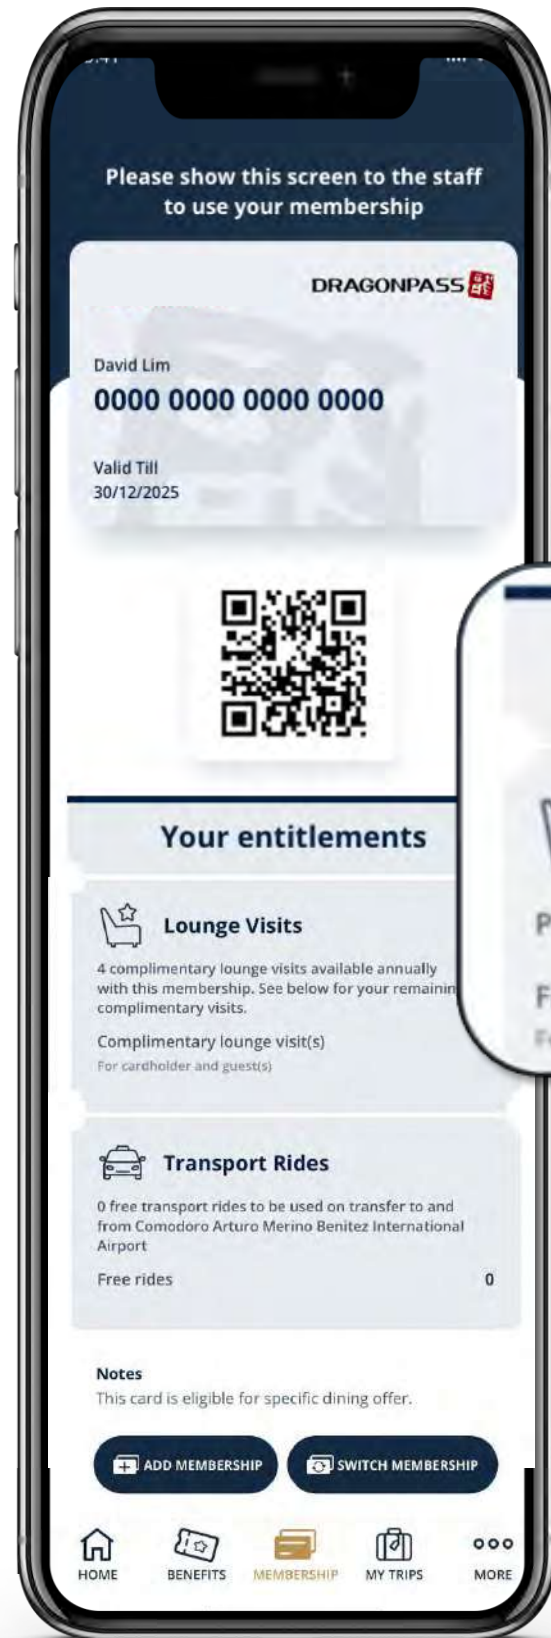 Please show this screen to the staff
to use your membership
DRAGONPASS
David Lim
0000 0000 0000 0000
Valid Till
30/12/2025
Your entitlements
Lounge Visits
4 complimentary lounge visits available annually
with this membership. See below for your remainin
complimentary visits.
Complimentary lounge visit(s)
For cardholder and guest(s)
P
F
Transport Rides
0 free transport rides to be used on transfer to and
from Comodoro Arturo Merino Benitez International
Airport
Free rides 0
Notes
This card is eligible for specific dining offer.
ADD MEMBERSHIP SWITCH MEMBERSHIP
HOME BENEFITS MEMBERSHIP MY TRIPS MORE